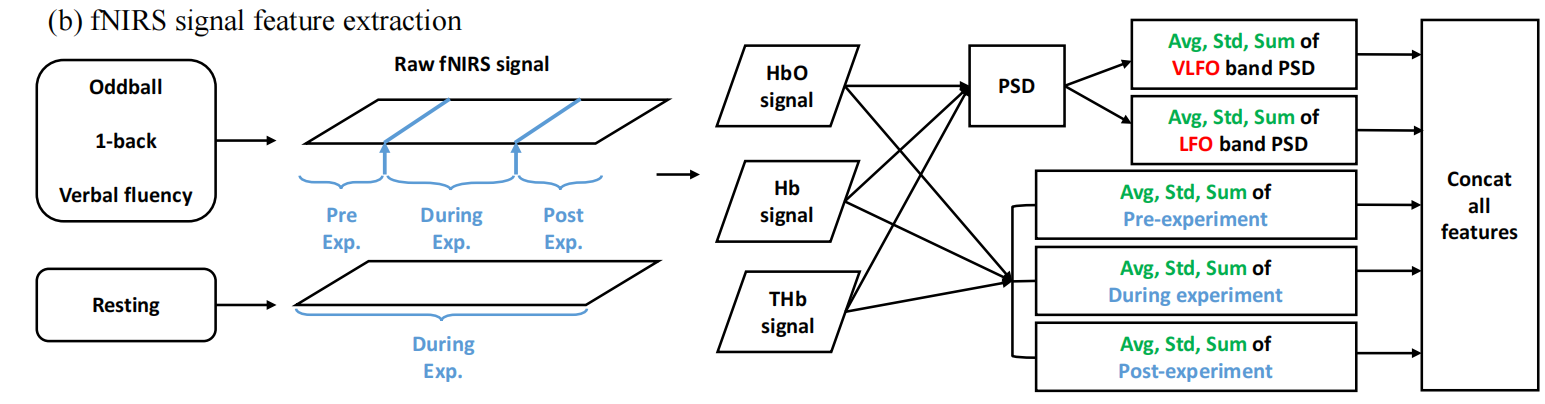 (b) fNIRS signal feature extraction
Oddball
1-back
Verbal fluency
Resting
Raw fNIRS signal
Pre
Exp.
During
Exp.
Post
Exp.
During
Exp.
HbO
signal
Hb
signal
THb
signal
PSD
Avg, Std, Sum of
VLFO band PSD
Avg, Std, Sum of
LFO band PSD
Avg, Std, Sum of
Pre-experiment
Avg, Std, Sum of
During experiment
Avg, Std, Sum of
Post-experiment
Concat
all
features